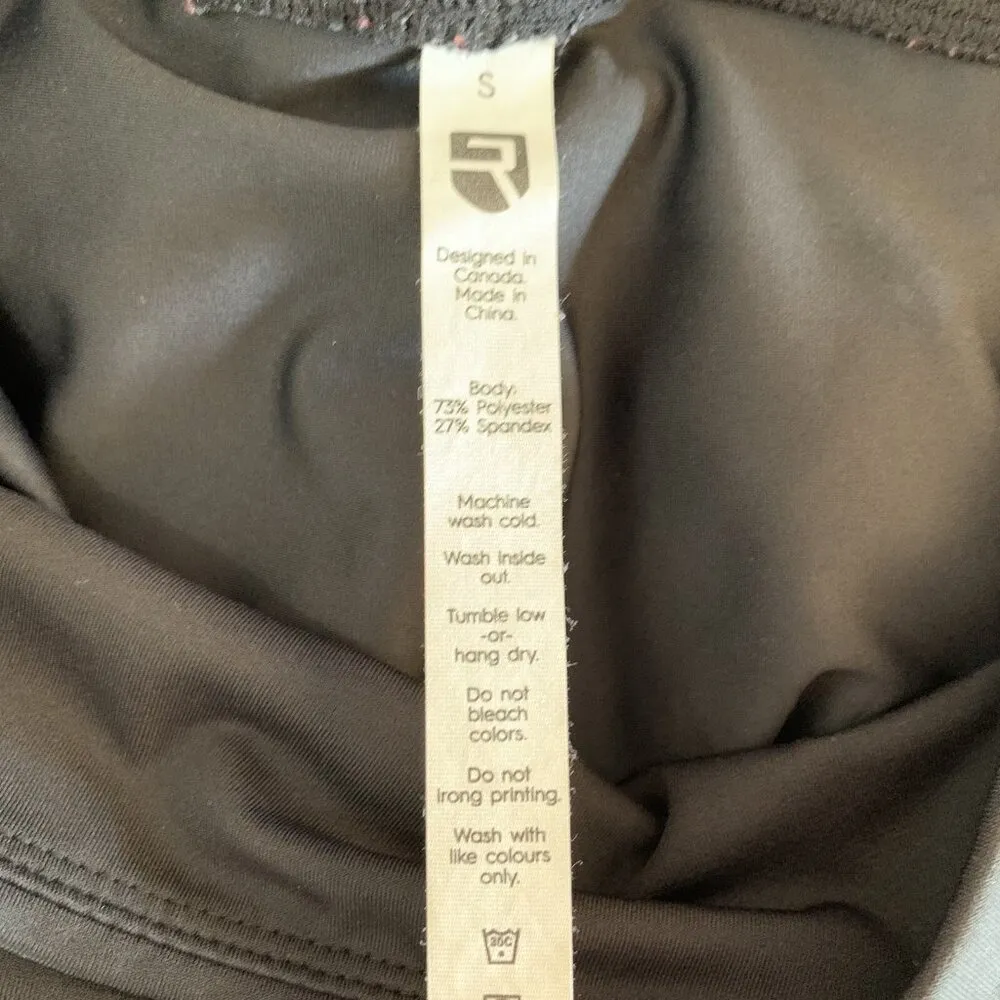 S
Designed in
Canada.
Made in
China.
Body:
73% Polyester
27% Spandex
Machine
wash cold.
Wash inside
out.
Tumble low
-or-
hang dry.
Do not
bleach
colors.
Do not
irong printing.
Wash with
like colours
only.
30C